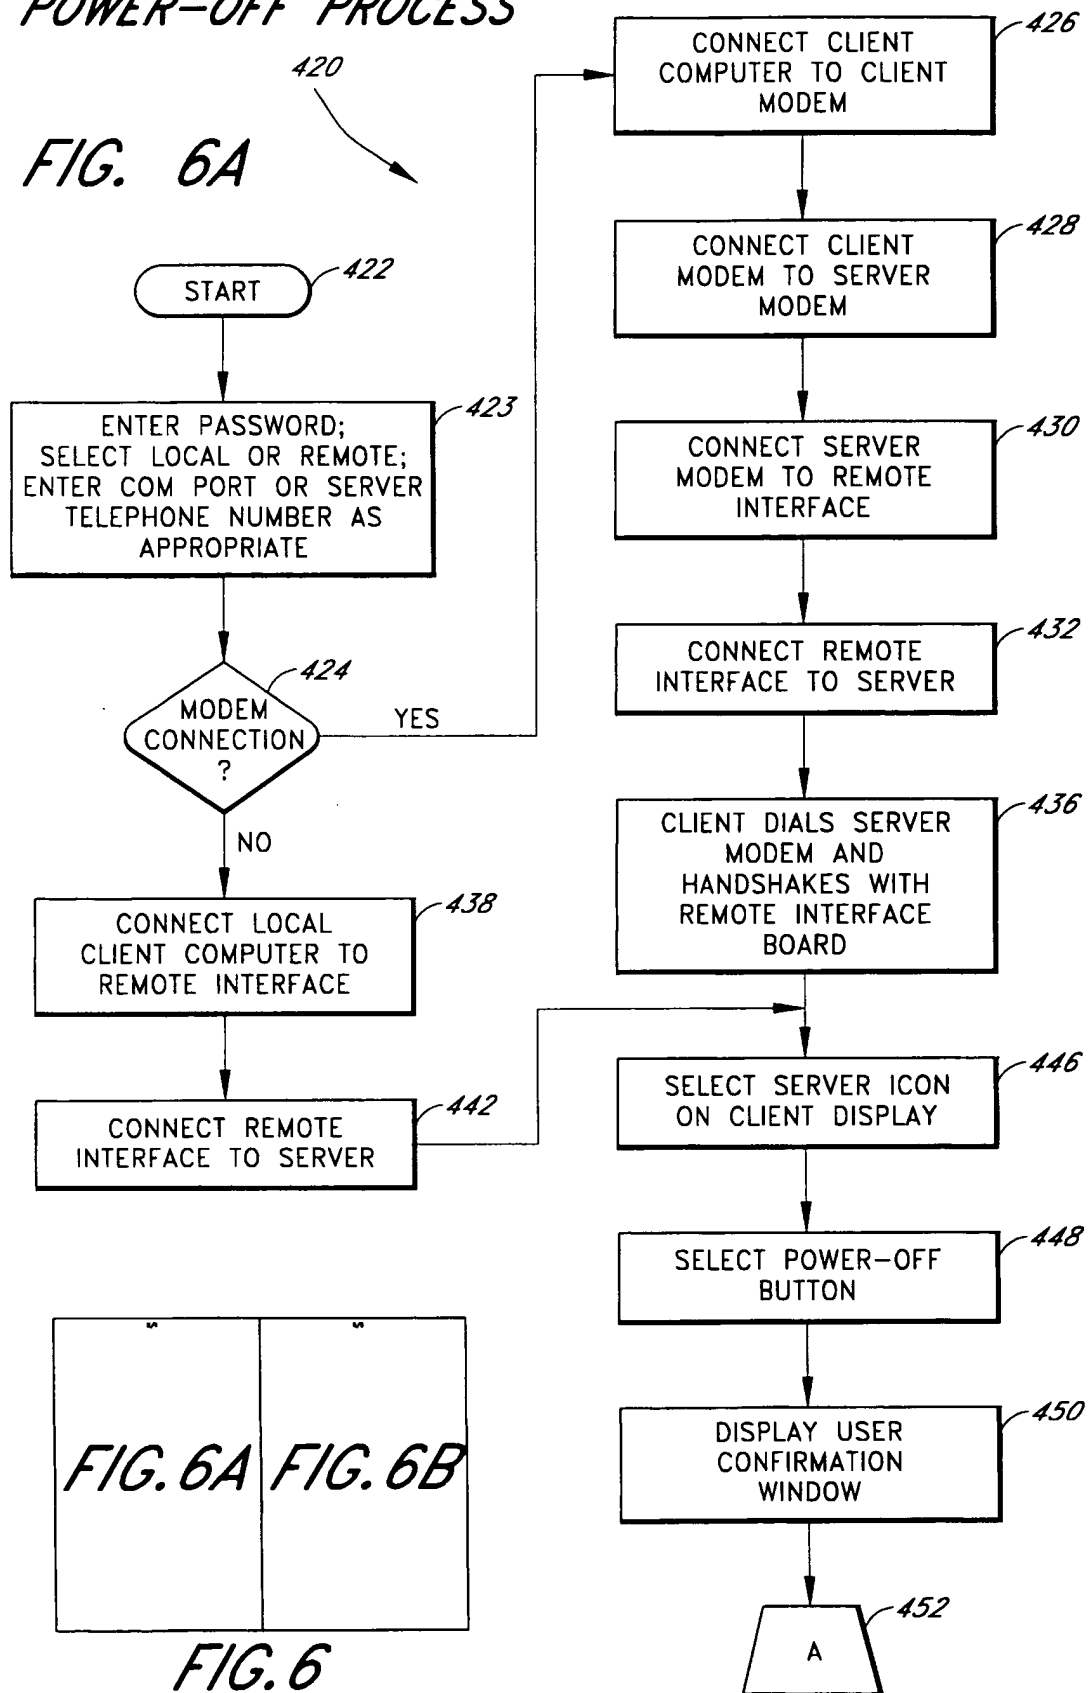 POWER-OFF PROCESS
420
FIG. 6A
START
422
ENTER PASSWORD;
SELECT LOCAL OR REMOTE;
ENTER COM PORT OR SERVER
TELEPHONE NUMBER AS
APPROPRIATE
423
MODEM
CONNECTION
?
424
YES
NO
CONNECT LOCAL
CLIENT COMPUTER TO
REMOTE INTERFACE
438
CONNECT REMOTE
INTERFACE TO SERVER
442
CONNECT CLIENT
COMPUTER TO CLIENT
MODEM
426
CONNECT CLIENT
MODEM TO SERVER
MODEM
428
CONNECT SERVER
MODEM TO REMOTE
INTERFACE
430
CONNECT REMOTE
INTERFACE TO SERVER
432
CLIENT DIALS SERVER
MODEM AND
HANDSHAKES WITH
REMOTE INTERFACE
BOARD
436
SELECT SERVER ICON
ON CLIENT DISPLAY
446
SELECT POWER-OFF
BUTTON
448
DISPLAY USER
CONFIRMATION
WINDOW
450
A
452
FIG. 6A
FIG. 6B
FIG. 6